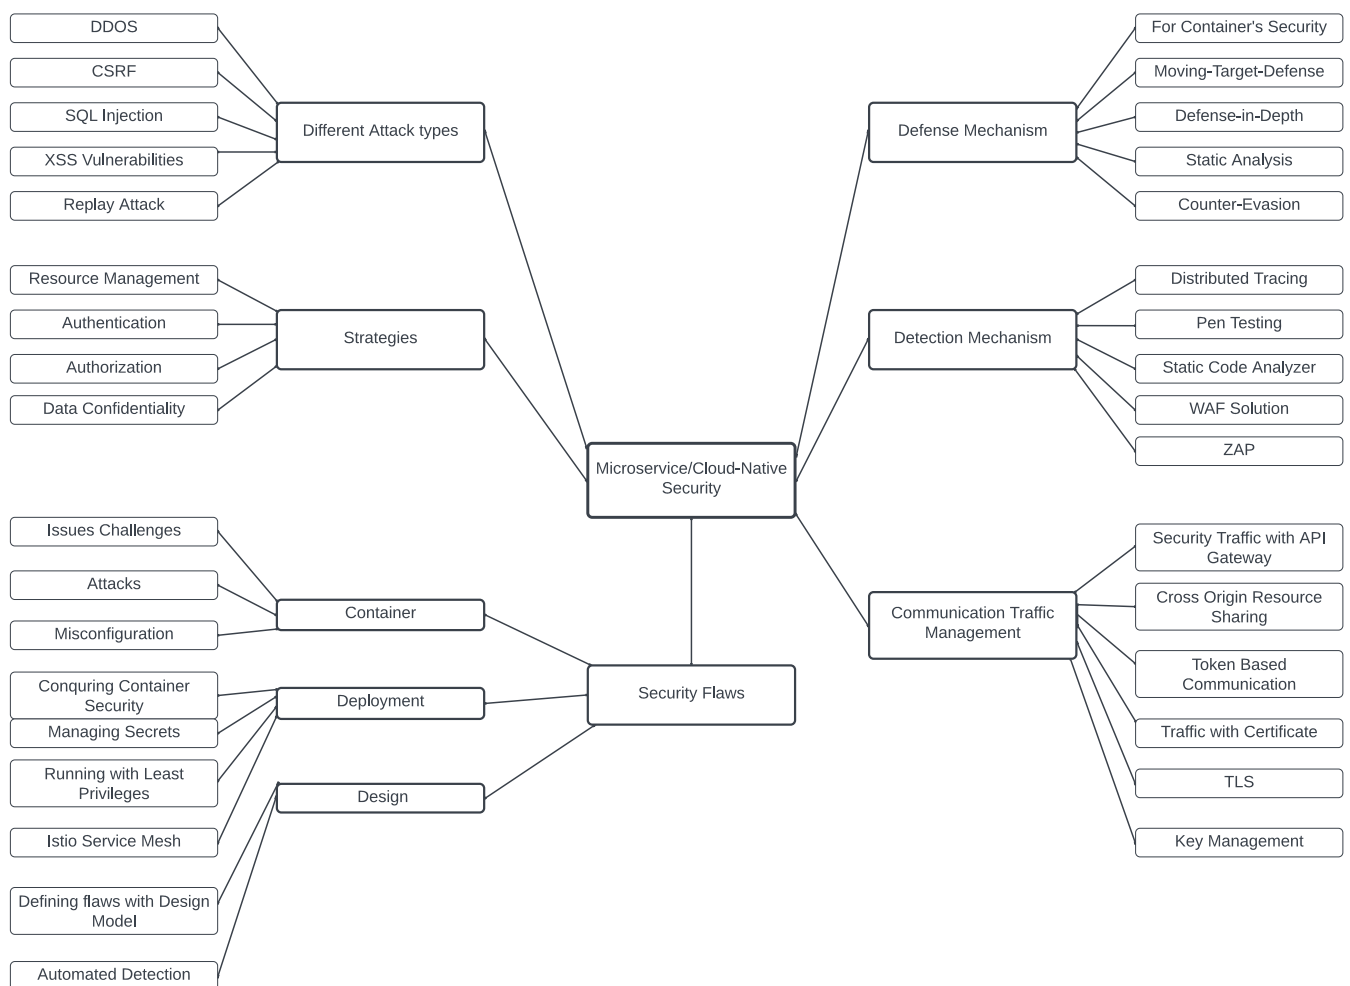 DDOS
CSRF
SQL Injection
XSS Vulnerabilities
Replay Attack
Different Attack types
Resource Management
Authentication
Authorization
Data Confidentiality
Strategies
Microservice/Cloud-Native
Security
Issues Challenges
Attacks
Misconfiguration
Container
Conquring Container
Security
Managing Secrets
Running with Least
Privileges
Istio Service Mesh
Deployment
Defining flaws with Design
Model
Automated Detection
Design
Security Flaws
Defense Mechanism
For Container's Security
Moving-Target-Defense
Defense-in-Depth
Static Analysis
Counter-Evasion
Detection Mechanism
Distributed Tracing
Pen Testing
Static Code Analyzer
WAF Solution
ZAP
Communication Traffic
Management
Security Traffic with API
Gateway
Cross Origin Resource
Sharing
Token Based
Communication
Traffic with Certificate
TLS
Key Management